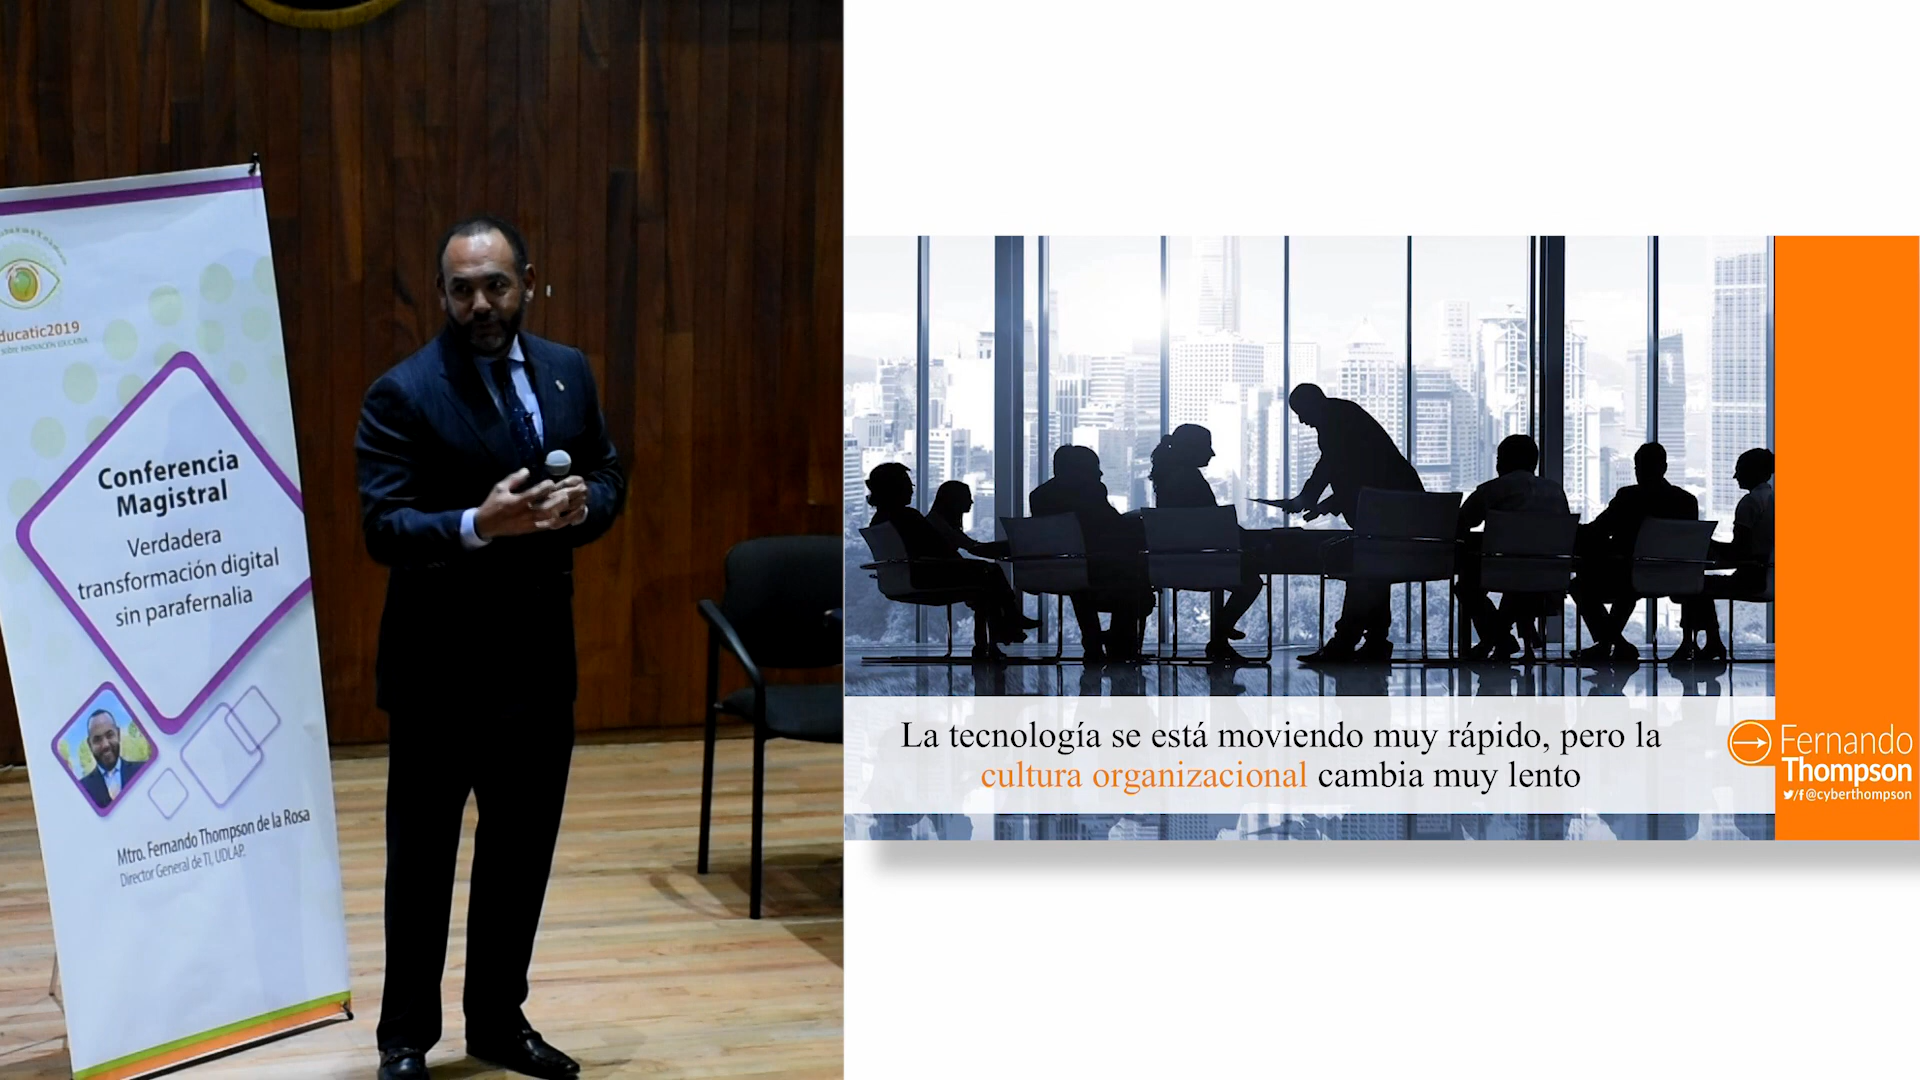 ducatic2019
Conferencia
Magistral
Verdadera
transformación digital
sin parafernalia
Mtro. Fernando Thompson de la Rosa
Director General de TI, UDLAP.
La tecnología se está moviendo muy rápido, pero la
cultura organizacional cambia muy lento
Fernando
Thompson
/f @cyberthompson